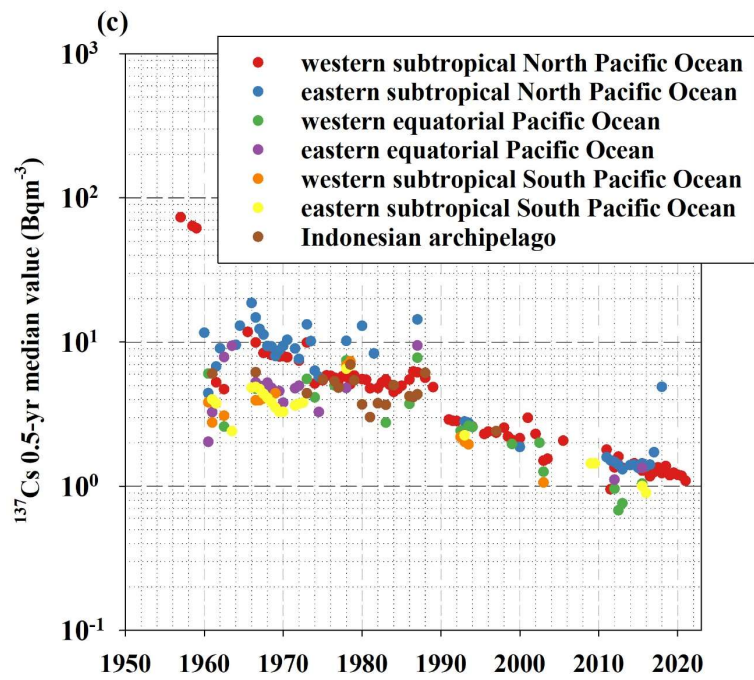 (c)
10³
western subtropical North Pacific Ocean
eastern subtropical North Pacific Ocean
western equatorial Pacific Ocean
eastern equatorial Pacific Ocean
western subtropical South Pacific Ocean
eastern subtropical South Pacific Ocean
Indonesian archipelago
10²
10¹
10⁰
10⁻¹
¹³⁷Cs 0.5-yr median value (Bqm⁻³)
1950 1960 1970 1980 1990 2000 2010 2020